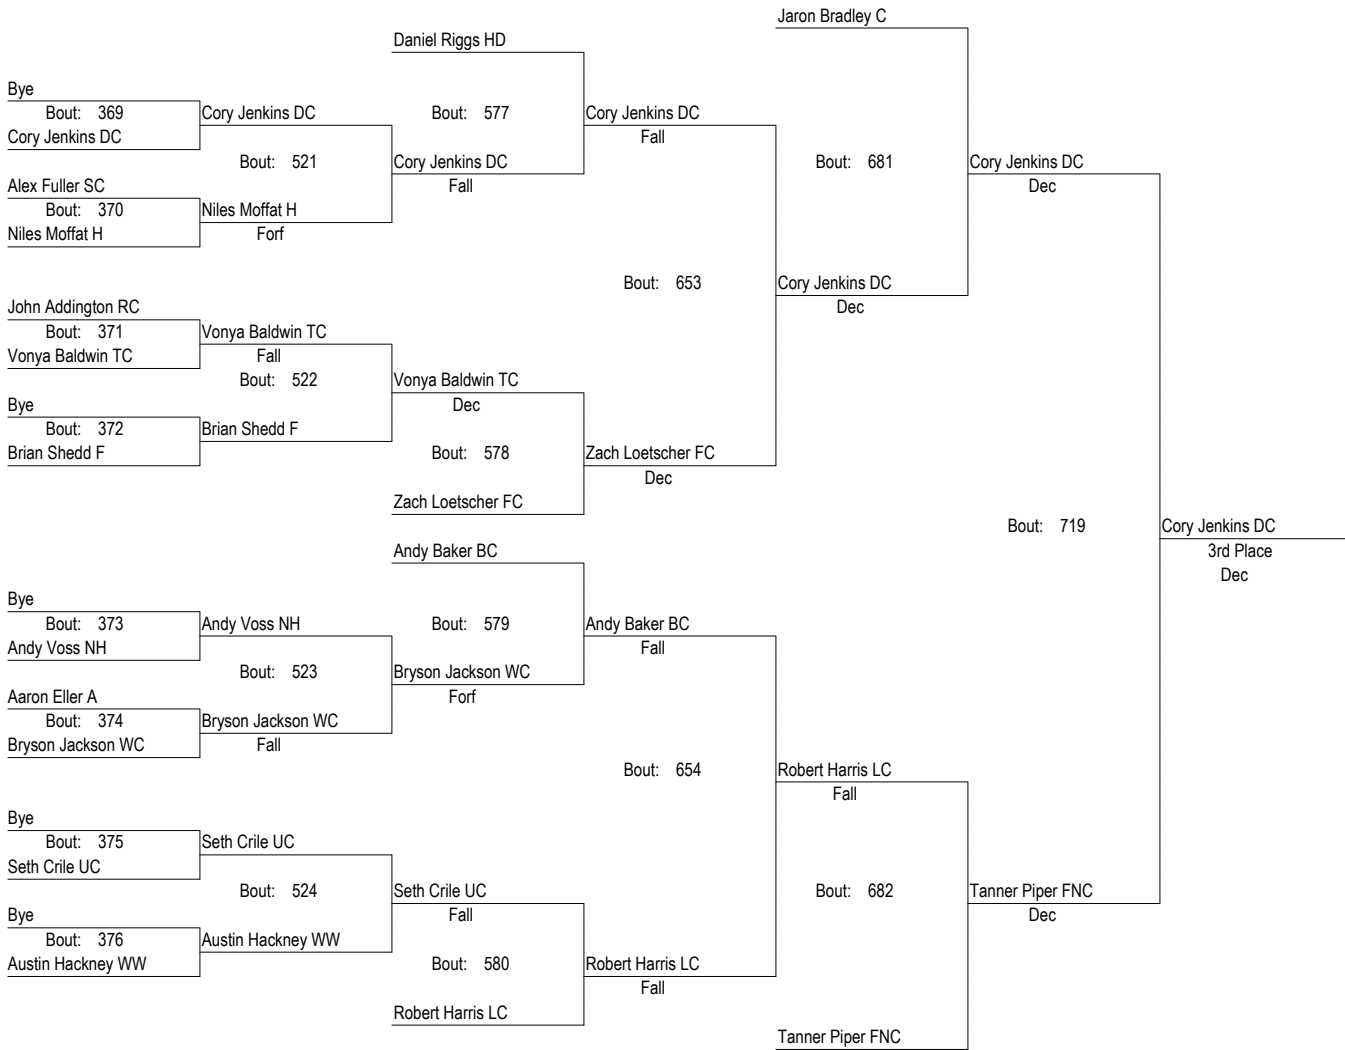 Jaron Bradley C
Daniel Riggs HD
Bye
Bout: 369
Cory Jenkins DC
Bout: 577
Cory Jenkins DC
Cory Jenkins DC
Fall
Bout: 521
Cory Jenkins DC
Bout: 681
Cory Jenkins DC
Alex Fuller SC
Fall
Dec
Bout: 370
Niles Moffat H
Niles Moffat H
Forf
Bout: 653
Cory Jenkins DC
John Addington RC
Dec
Bout: 371
Vonya Baldwin TC
Vonya Baldwin TC
Fall
Bout: 522
Vonya Baldwin TC
Bye
Dec
Bout: 372
Brian Shedd F
Brian Shedd F
Bout: 578
Zach Loetscher FC
Dec
Zach Loetscher FC
Bout: 719
Cory Jenkins DC
Andy Baker BC
3rd Place
Dec
Bye
Bout: 373
Andy Voss NH
Bout: 579
Andy Baker BC
Andy Voss NH
Fall
Bout: 523
Bryson Jackson WC
Aaron Eller A
Forf
Bout: 374
Bryson Jackson WC
Bryson Jackson WC
Fall
Bout: 654
Robert Harris LC
Fall
Bye
Bout: 375
Seth Crile UC
Seth Crile UC
Bout: 524
Seth Crile UC
Bout: 682
Tanner Piper FNC
Bye
Fall
Dec
Bout: 376
Austin Hackney WW
Austin Hackney WW
Bout: 580
Robert Harris LC
Fall
Robert Harris LC
Tanner Piper FNC